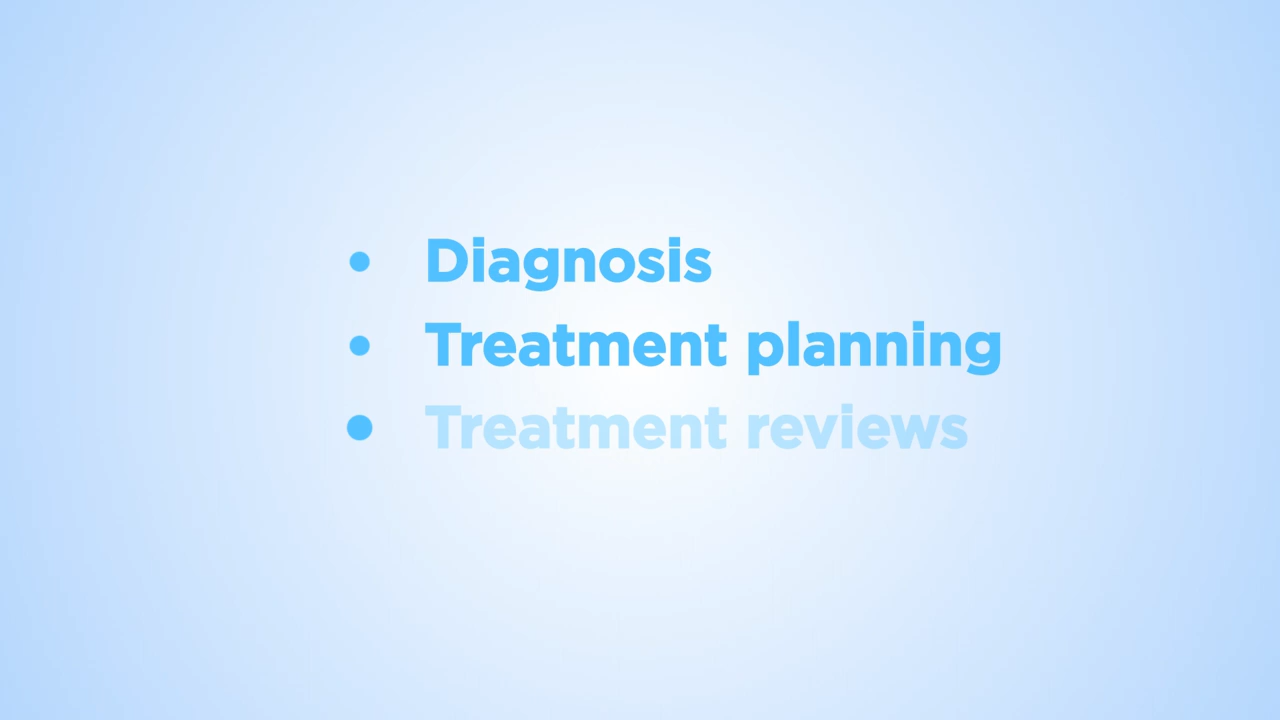 • Diagnosis
• Treatment planning
• Treatment reviews